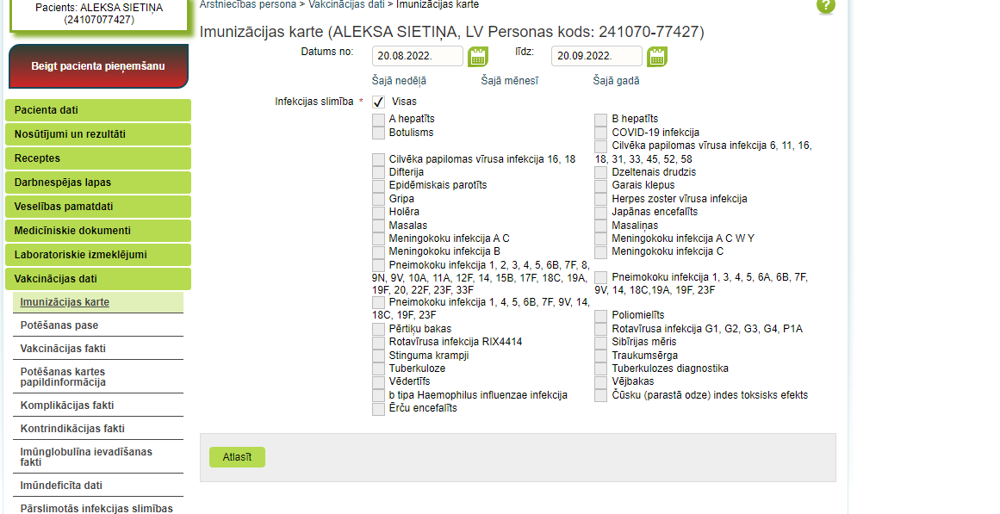 Ārstniecības persona > Vakcinācijas dati > Imunizācijas karte
?
Pacients: ALEKSA SIETIŅA
(24107077427)
Beigt pacienta pieņemšanu
Pacienta dati
Nosūtījumi un rezultāti
Receptes
Darbnespējas lapas
Veselības pamatdati
Medicīniskie dokumenti
Laboratoriskie izmeklējumi
Vakcinācijas dati
Imunizācijas karte
Potēšanas pase
Vakcinācijas fakti
Potēšanas kartes
papildinformācija
Komplikācijas fakti
Kontrindikācijas fakti
Imūnglobulīna ievadīšanas
fakti
Imūndeficīta dati
Pārslimotās infekcijas slimības
Imunizācijas karte (ALEKSA SIETIŅA, LV Personas kods: 241070-77427)
Datums no: 20.08.2022. līdz: 20.09.2022.
Šajā nedēļā Šajā mēnesī Šajā gadā
Infekcijas slimība * Visas
A hepatīts
B hepatīts
Botulisms
COVID-19 infekcija
Cilvēka papilomas vīrusa infekcija 16, 18
Cilvēka papilomas vīrusa infekcija 6, 11, 16,
18, 31, 33, 45, 52, 58
Difterija
Dzeltenais drudzis
Epidēmiskais parotīts
Garais klepus
Gripa
Herpes zoster vīrusa infekcija
Holēra
Japānas encefalīts
Masalas
Masaliņas
Meningokoku infekcija A C
Meningokoku infekcija A C W Y
Meningokoku infekcija B
Meningokoku infekcija C
Pneimokoku infekcija 1, 2, 3, 4, 5, 6B, 7F, 8,
9N, 9V, 10A, 11A, 12F, 14, 15B, 17F, 18C, 19A,
19F, 20, 22F, 23F, 33F
Pneimokoku infekcija 1, 3, 4, 5, 6A, 6B, 7F,
9V, 14, 18C,19A, 19F, 23F
Pneimokoku infekcija 1, 4, 5, 6B, 7F, 9V, 14,
18C, 19F, 23F
Poliomielīts
Pērtiķu bakas
Rotavīrusa infekcija G1, G2, G3, G4, P1A
Rotavīrusa infekcija RIX4414
Sibīrijas mēris
Stinguma krampji
Traukumsērga
Tuberkuloze
Tuberkulozes diagnostika
Vēdertīfs
Vējbakas
b tipa Haemophilus influenzae infekcija
Čūsku (parastā odze) indes toksisks efekts
Ērču encefalīts
Atlasīt